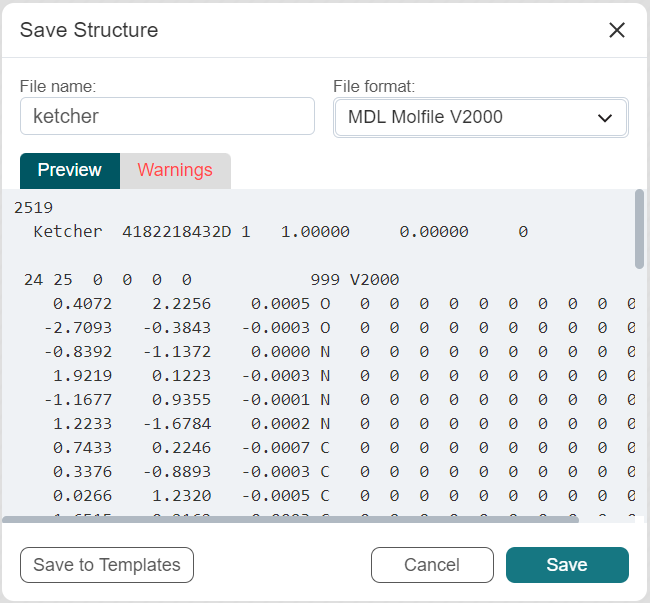 Save Structure
File name:
File format:
ketcher
MDL Molfile V2000
Preview
Warnings
2519
Ketcher 4182218432D 1 1.00000 0.00000 0
24 25 0 0 0 0 999 V2000
0.4072 2.2256 0.0005 O 0 0 0 0 0 0 0 0 0 0
-2.7093 -0.3843 -0.0003 O 0 0 0 0 0 0 0 0 0 0
-0.8392 -1.1372 0.0000 N 0 0 0 0 0 0 0 0 0 0
1.9219 0.1223 -0.0003 N 0 0 0 0 0 0 0 0 0 0
-1.1677 0.9355 -0.0001 N 0 0 0 0 0 0 0 0 0 0
1.2233 -1.6784 0.0002 N 0 0 0 0 0 0 0 0 0 0
0.7433 0.2246 -0.0007 C 0 0 0 0 0 0 0 0 0 0
0.3376 -0.8893 -0.0003 C 0 0 0 0 0 0 0 0 0 0
0.0266 1.2320 -0.0005 C 0 0 0 0 0 0 0 0 0 0
Save to Templates
Cancel
Save